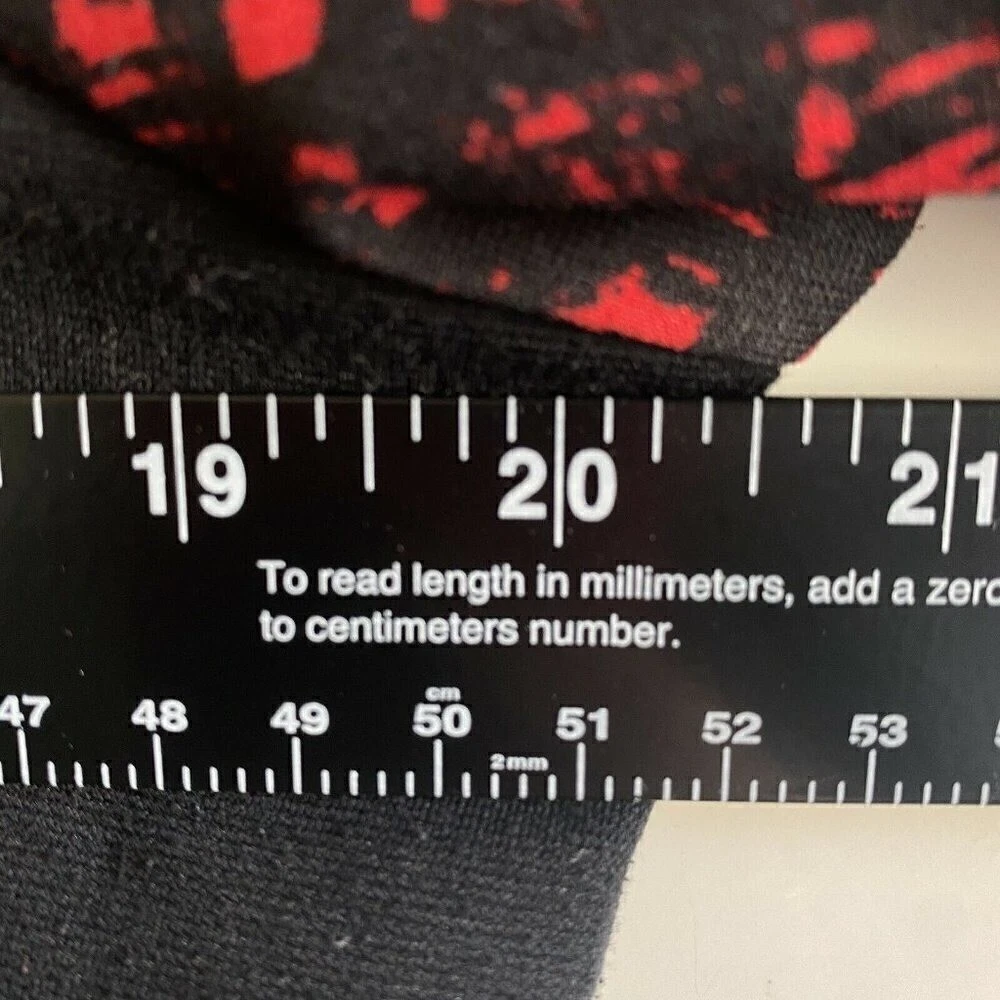 19 20 21
To read length in millimeters, add a zero
to centimeters number.
cm
47 48 49 50 51 52 53
2mm